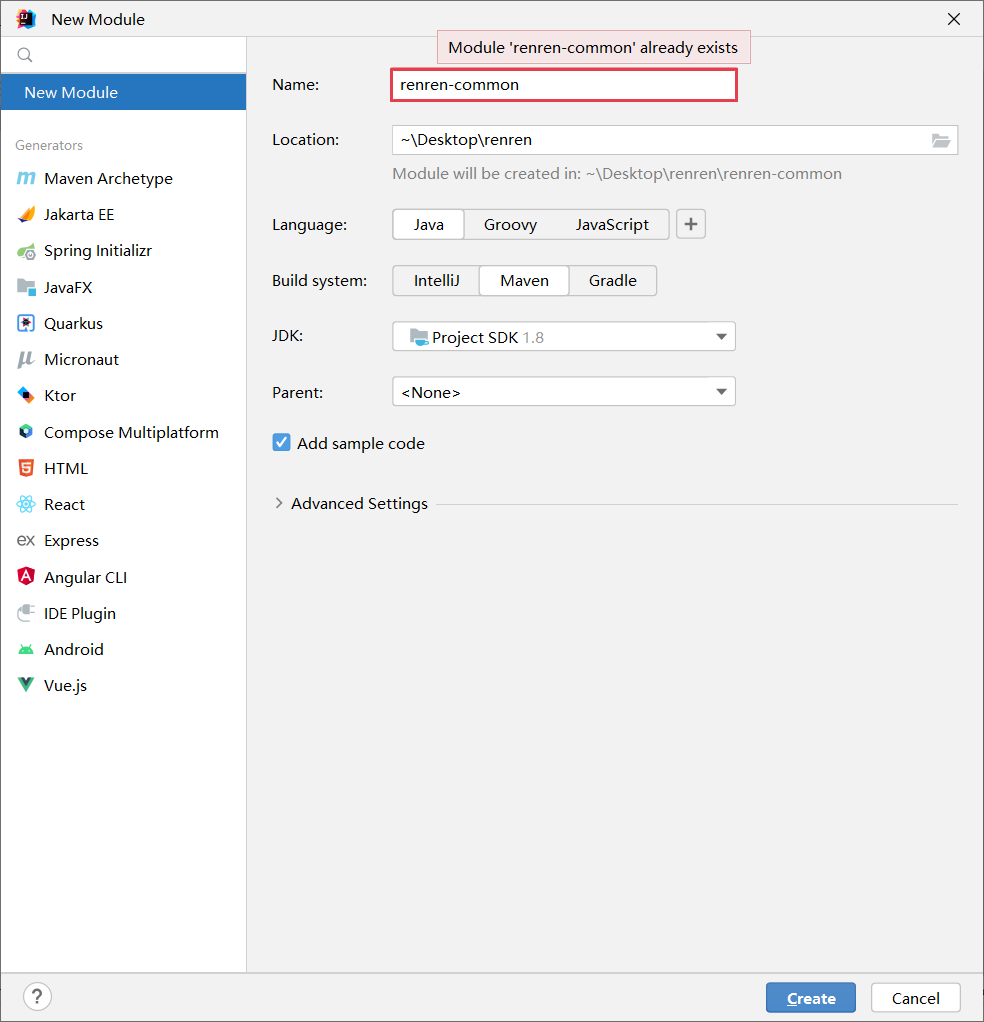 New Module
Module 'renren-common' already exists
New Module
Name:
renren-common
Location:
~\Desktop\renren
Module will be created in: ~\Desktop\renren\renren-common
Language:
Java Groovy JavaScript +
Build system:
IntelliJ Maven Gradle
JDK:
Project SDK 1.8
Parent:
<None>
Add sample code
Advanced Settings
Generators
Maven Archetype
Jakarta EE
Spring Initializr
JavaFX
Quarkus
Micronaut
Ktor
Compose Multiplatform
HTML
React
ex Express
Angular CLI
IDE Plugin
Android
Vue.js
?
Create
Cancel